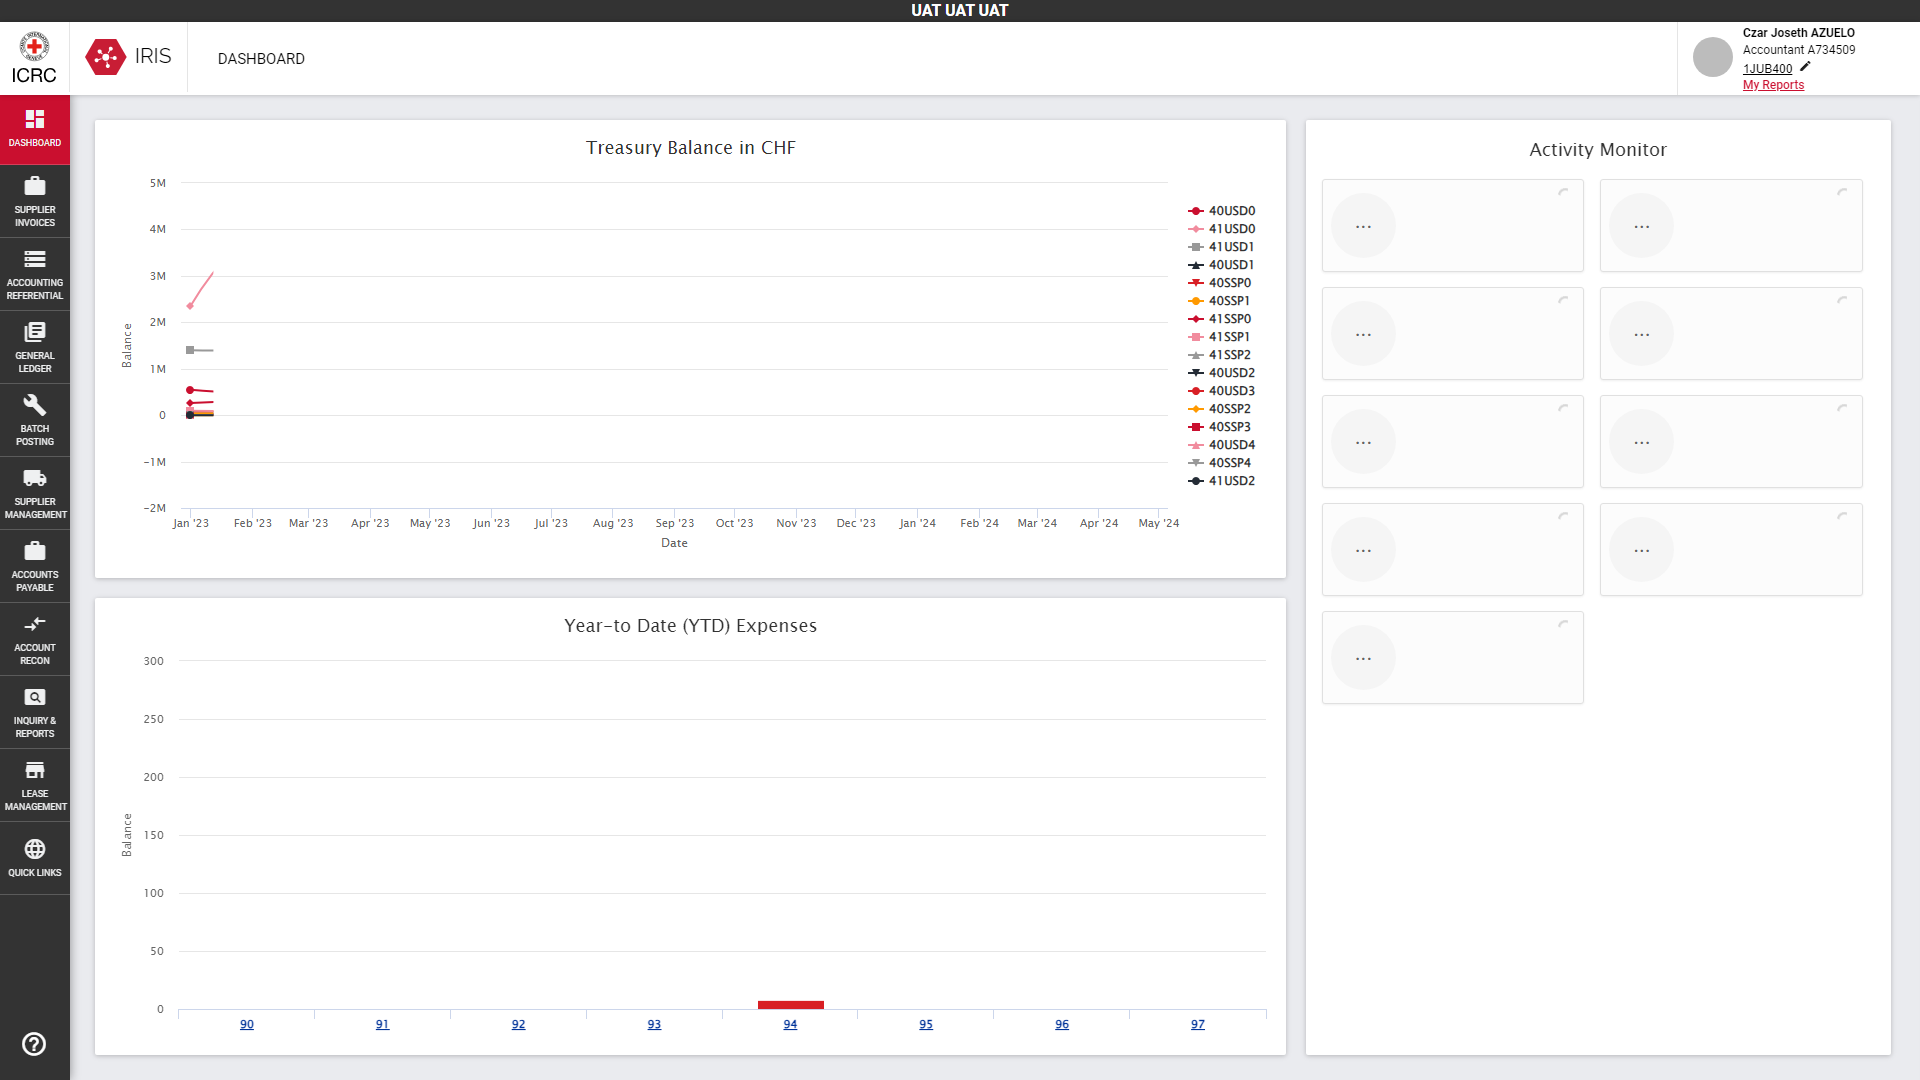 UAT UAT UAT
ICRC
IRIS
DASHBOARD
Czar Joseth AZUELO
Accountant A734509
1JUB400
My Reports
DASHBOARD
SUPPLIER
INVOICES
ACCOUNTING
REFERENTIAL
GENERAL
LEDGER
BATCH
POSTING
SUPPLIER
MANAGEMENT
ACCOUNTS
PAYABLE
ACCOUNT
RECON
INQUIRY &
REPORTS
LEASE
MANAGEMENT
QUICK LINKS
Treasury Balance in CHF
5M
4M
3M
2M
1M
0
-1M
-2M
Balance
Jan '23 Feb '23 Mar '23 Apr '23 May '23 Jun '23 Jul '23 Aug '23 Sep '23 Oct '23 Nov '23 Dec '23 Jan '24 Feb '24 Mar '24 Apr '24 May '24
Date
40USD0
41USD0
41USD1
40USD1
40SSP0
40SSP1
41SSP0
41SSP1
41SSP2
40USD2
40USD3
40SSP2
40SSP3
40USD4
40SSP4
41USD2
Year-to Date (YTD) Expenses
300
250
200
150
100
50
0
Balance
90 91 92 93 94 95 96 97
Activity Monitor
... ...
... ...
... ...
... ...
...